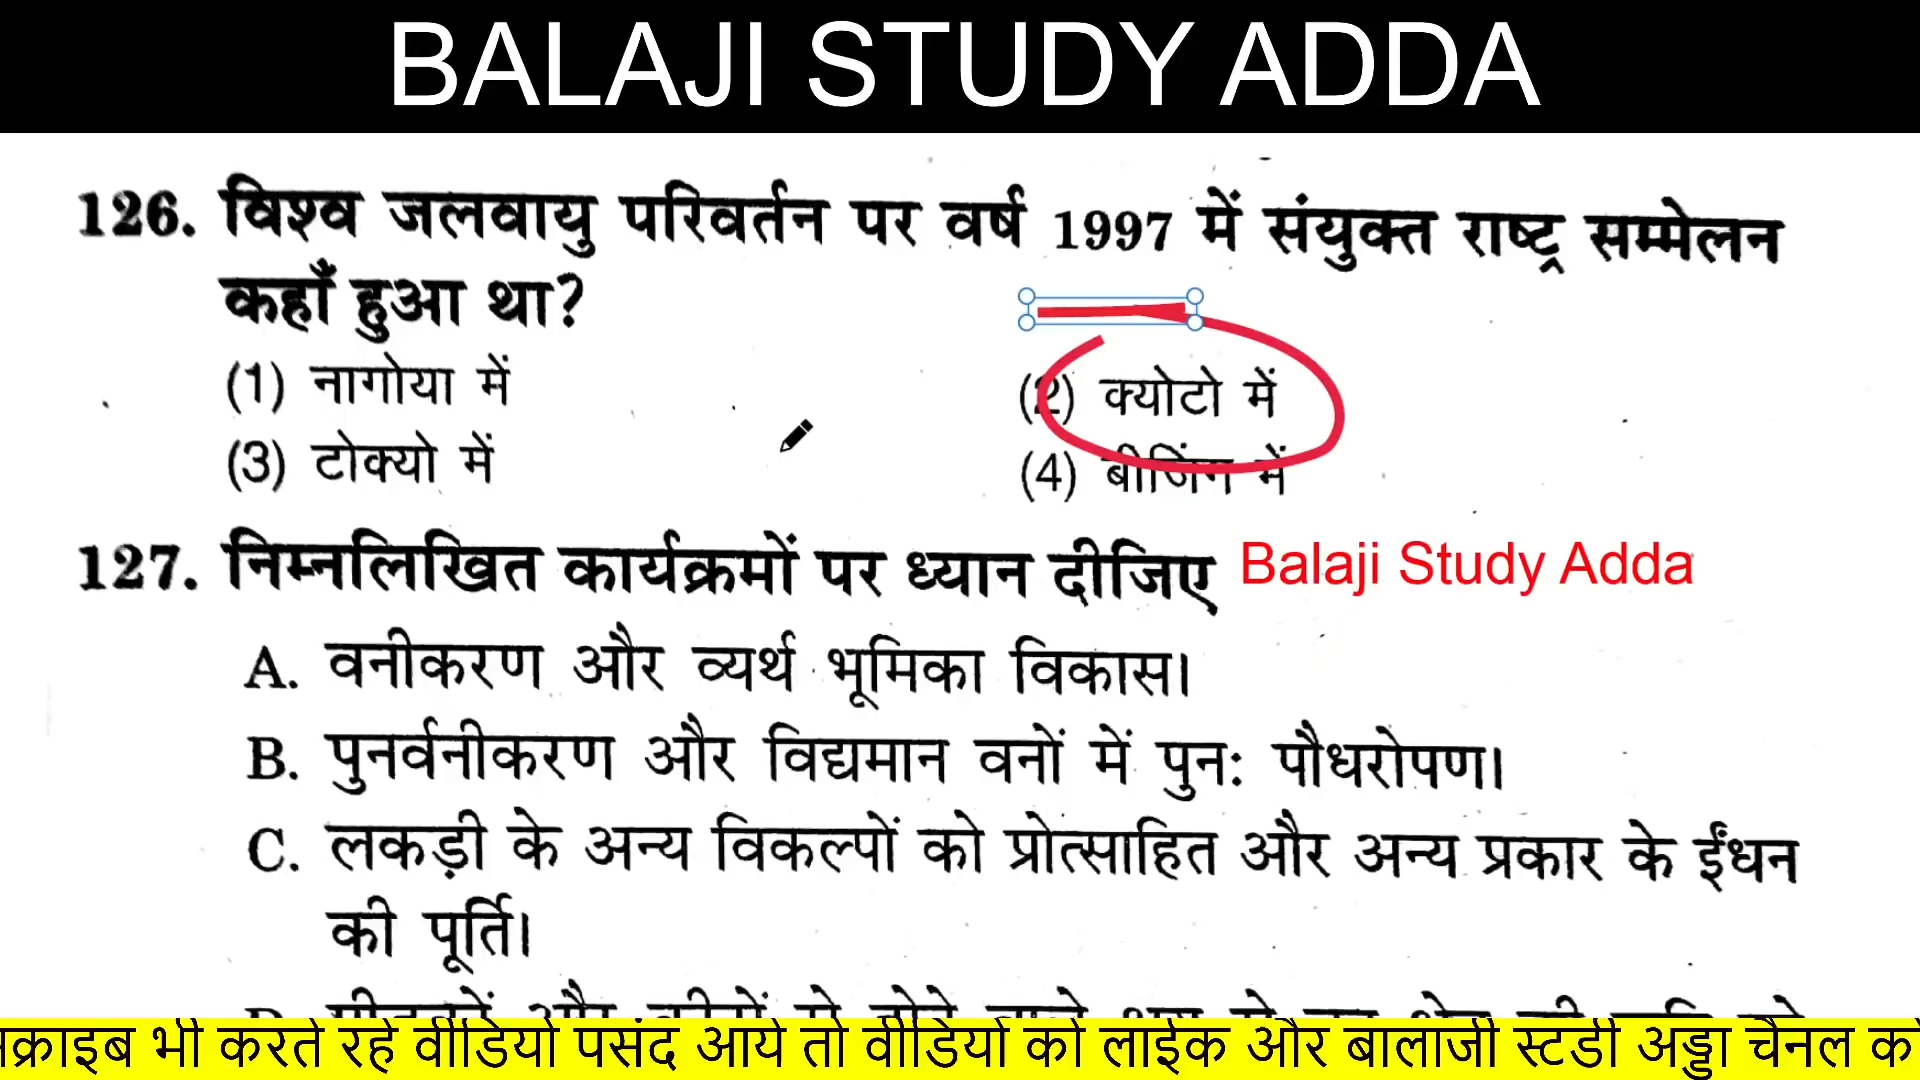 BALAJI STUDY ADDA
126. विश्व जलवायु परिवर्तन पर वर्ष 1997 में संयुक्त राष्ट्र सम्मेलन
कहाँ हुआ था?
(1) नागोया में (2) क्योटो में
(3) टोक्यो में (4) बीजिंग में
127. निम्नलिखित कार्यक्रमों पर ध्यान दीजिए Balaji Study Adda
A. वनीकरण और व्यर्थ भूमिका विकास।
B. पुनर्वनीकरण और विद्यमान वनों में पुनः पौधरोपण।
C. लकड़ी के अन्य विकल्पों को प्रोत्साहित और अन्य प्रकार के ईंधन
की पूर्ति।
भी करते रहे वीडियो पसंद आये तो वीडियो को लाईक और बालाजी स्टडी अड्डा चैनल